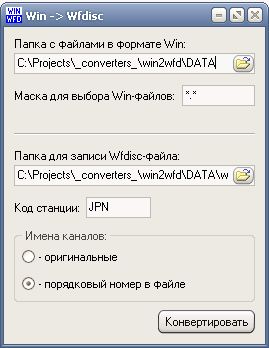 WIN WFD Win -> Wfdisc
Папка с файлами в формате Win:
C:\Projects\_converters_\win2wfd\DATA
Маска для выбора Win-файлов: *.*
Папка для записи Wfdisc-файла:
C:\Projects\_converters_\win2wfd\DATA\w
Код станции: JPN
Имена каналов:
- оригинальные
- порядковый номер в файле
Конвертировать